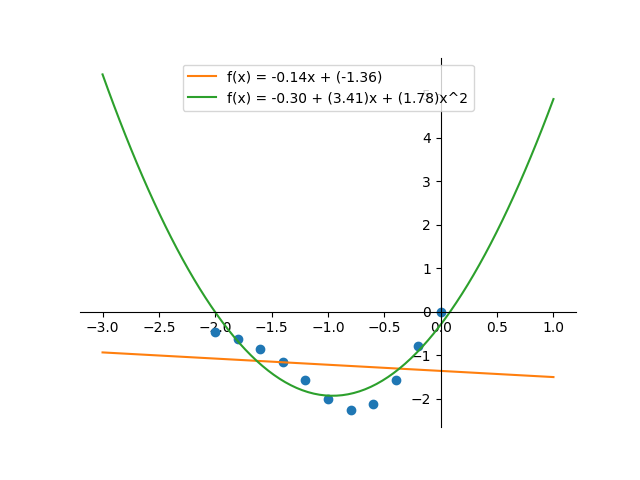 f(x) = -0.14x + (-1.36)
f(x) = -0.30 + (3.41)x + (1.78)x^2
4
3
2
1
0
−1
−2
−3.0 −2.5 −2.0 −1.5 −1.0 −0.5 0.0 0.5 1.0